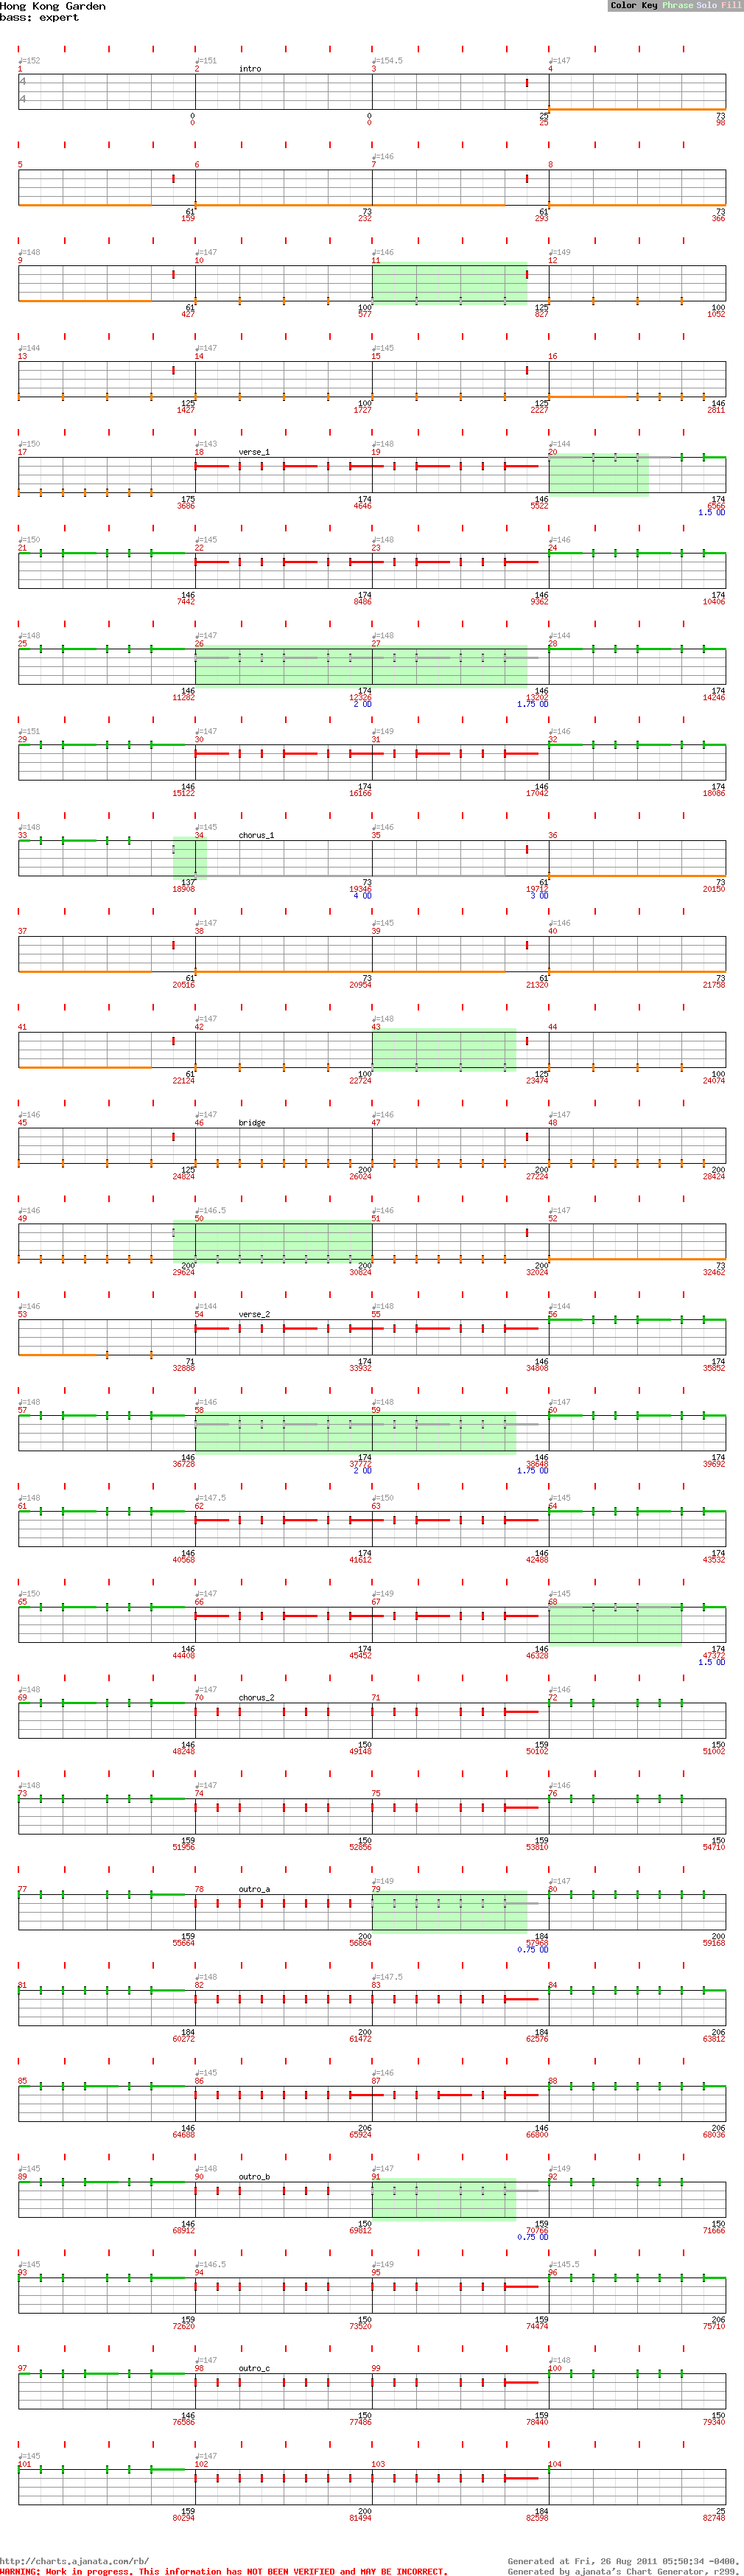 Hong Kong Garden
bass: expert
Color Key Phrase Solo Fill
♩=152 ♩=151 ♩=154.5 ♩=147
1 2 intro 3 4
4
4
0 0 25 73
0 0 25 98
♩=146
5 6 7 8
61 73 61 73
159 232 293 366
♩=148 ♩=147 ♩=146 ♩=149
9 10 11 12
61 100 125 100
427 577 827 1052
♩=144 ♩=147 ♩=145
13 14 15 16
125 100 125 146
1427 1727 2227 2811
♩=150 ♩=143 ♩=148 ♩=144
17 18 verse_1 19 20
175 174 146 174
3686 4646 5522 6566
1.5 OD
♩=150 ♩=145 ♩=148 ♩=146
21 22 23 24
146 174 146 174
7442 8486 9362 10406
♩=148 ♩=147 ♩=148 ♩=144
25 26 27 28
146 174 146 174
11282 12326 13202 14246
2 OD 1.75 OD
♩=151 ♩=147 ♩=149 ♩=146
29 30 31 32
146 174 146 174
15122 16166 17042 18086
♩=148 ♩=145 ♩=146
33 34 chorus_1 35 36
137 73 61 73
18908 19346 19712 20150
4 OD 3 OD
♩=147 ♩=145 ♩=146
37 38 39 40
61 73 61 73
20516 20954 21320 21758
♩=147 ♩=148
41 42 43 44
61 100 125 100
22124 22724 23474 24074
♩=146 ♩=147 ♩=146 ♩=147
45 46 bridge 47 48
125 200 200 200
24824 26024 27224 28424
♩=146 ♩=146.5 ♩=146 ♩=147
49 50 51 52
200 200 200 73
29624 30824 32024 32462
♩=146 ♩=144 ♩=148 ♩=144
53 54 verse_2 55 56
71 174 146 174
32888 33932 34808 35852
♩=148 ♩=146 ♩=148 ♩=147
57 58 59 60
146 174 146 174
36728 37772 38648 39692
2 OD 1.75 OD
♩=148 ♩=147.5 ♩=150 ♩=145
61 62 63 64
146 174 146 174
40568 41612 42488 43532
♩=150 ♩=147 ♩=149 ♩=145
65 66 67 68
146 174 146 174
44408 45452 46328 47372
1.5 OD
♩=148 ♩=147 ♩=146
69 70 chorus_2 71 72
146 150 159 150
48248 49148 50102 51002
♩=148 ♩=147 ♩=146
73 74 75 76
159 150 159 150
51956 52856 53810 54710
♩=149 ♩=147
77 78 outro_a 79 80
159 200 184 200
55664 56864 57968 59168
0.75 OD
♩=148 ♩=147.5
81 82 83 84
184 200 184 206
60272 61472 62576 63812
♩=145 ♩=146
85 86 87 88
146 206 146 206
64688 65924 66800 68036
♩=145 ♩=148 ♩=147 ♩=149
89 90 outro_b 91 92
146 150 159 150
68912 69812 70766 71666
0.75 OD
♩=145 ♩=146.5 ♩=149 ♩=145.5
93 94 95 96
159 150 159 206
72620 73520 74474 75710
♩=147 ♩=148
97 98 outro_c 99 100
146 150 159 150
76586 77486 78440 79340
♩=145 ♩=147
101 102 103 104
159 200 184 25
80294 81494 82598 82748
http://charts.ajanata.com/rb/ Generated at Fri, 26 Aug 2011 05:50:34 -0400.
WARNING: Work in progress. This information has NOT BEEN VERIFIED and MAY BE INCORRECT. Generated by ajanata's Chart Generator, r299.